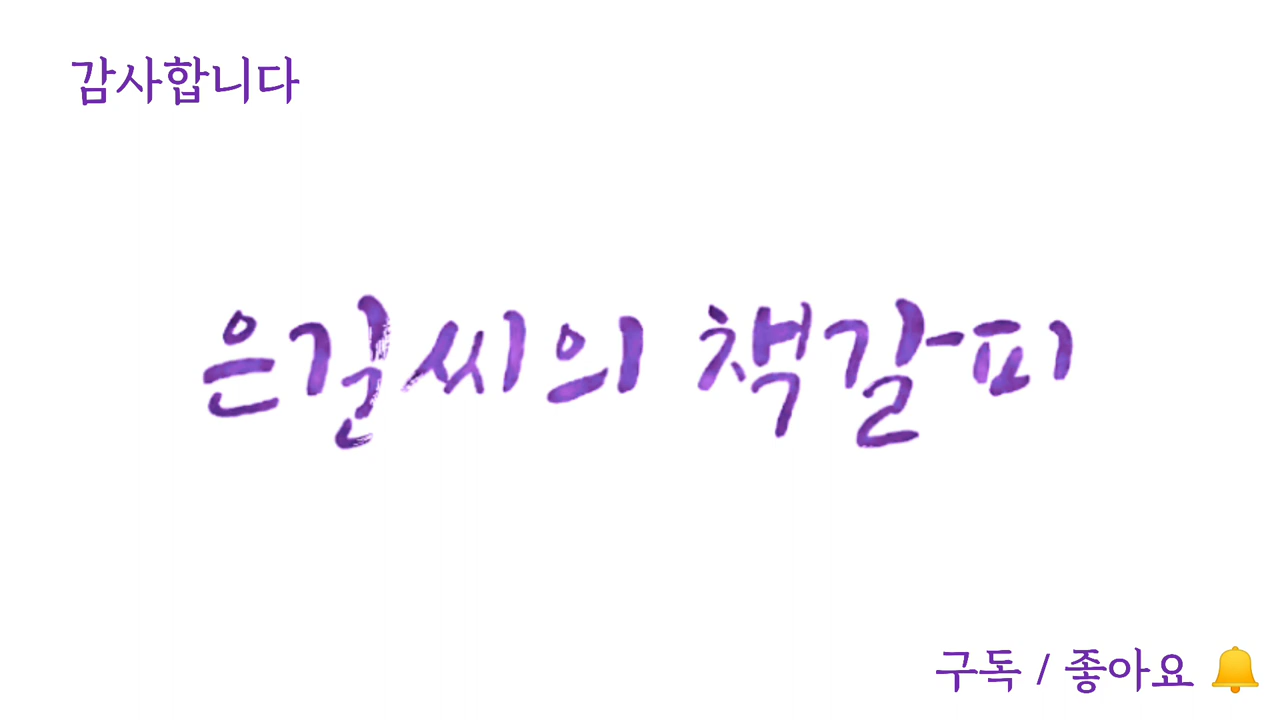 감사합니다
은길씨의 책갈피
구독 / 좋아요 🔔